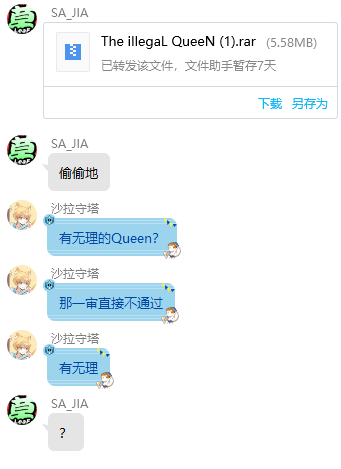 SA_JIA
The illegaL QueeN (1).rar (5.58MB)
已转发该文件，文件助手暂存7天
下载 另存为
SA_JIA
偷偷地
沙拉守塔
有无理的Queen?
沙拉守塔
那一审直接不通过
沙拉守塔
有无理
SA_JIA
?